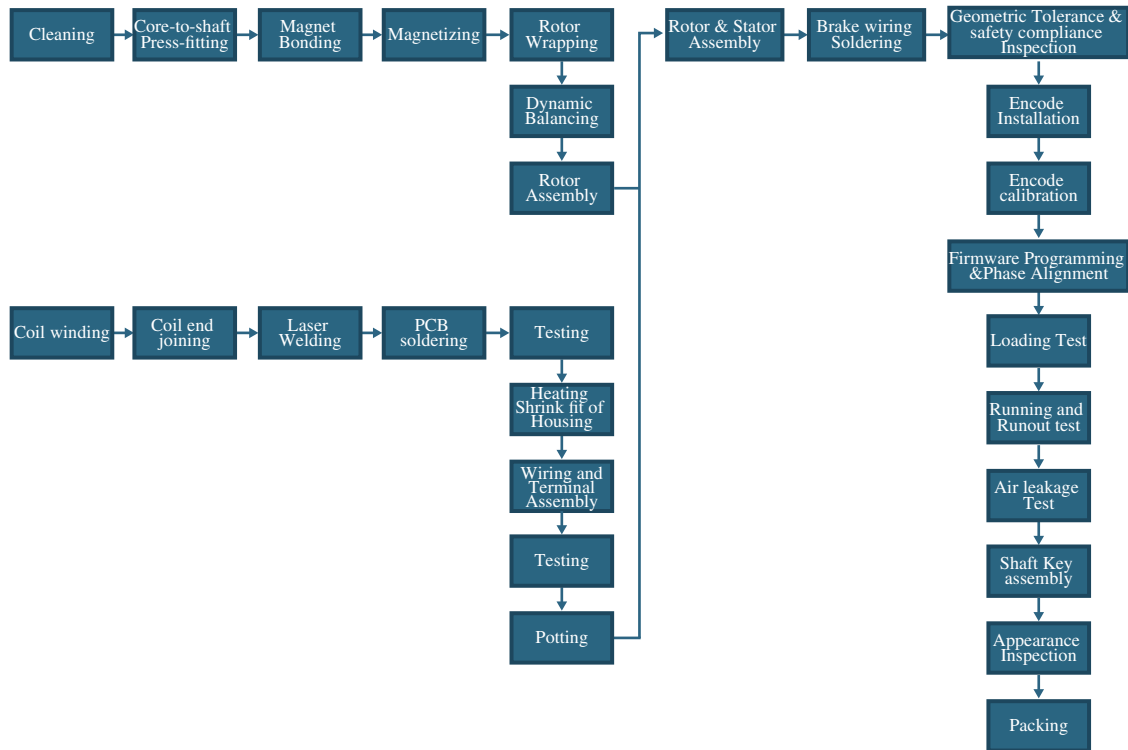 Cleaning
Core-to-shaft
Press-fitting
Magnet
Bonding
Magnetizing
Rotor
Wrapping
Dynamic
Balancing
Rotor
Assembly
Coil winding
Coil end
joining
Laser
Welding
PCB
soldering
Testing
Heating
Shrink fit of
Housing
Wiring and
Terminal
Assembly
Testing
Potting
Rotor & Stator
Assembly
Brake wiring
Soldering
Geometric Tolerance &
safety compliance
Inspection
Encode
Installation
Encode
calibration
Firmware Programming
&Phase Alignment
Loading Test
Running and
Runout test
Air leakage
Test
Shaft Key
assembly
Appearance
Inspection
Packing